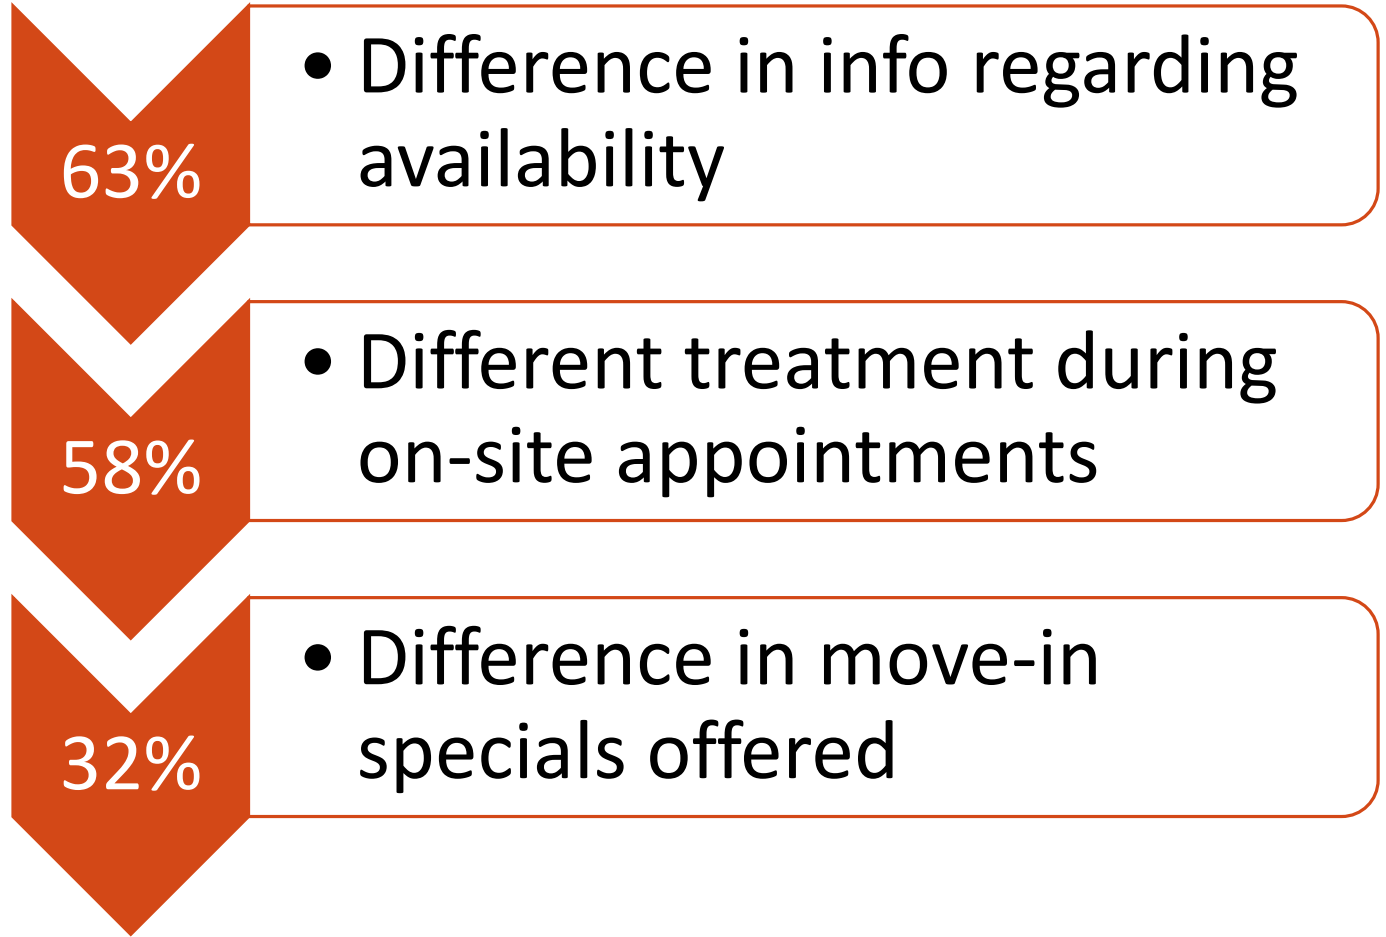 63%
• Difference in info regarding
availability
58%
• Different treatment during
on-site appointments
32%
• Difference in move-in
specials offered